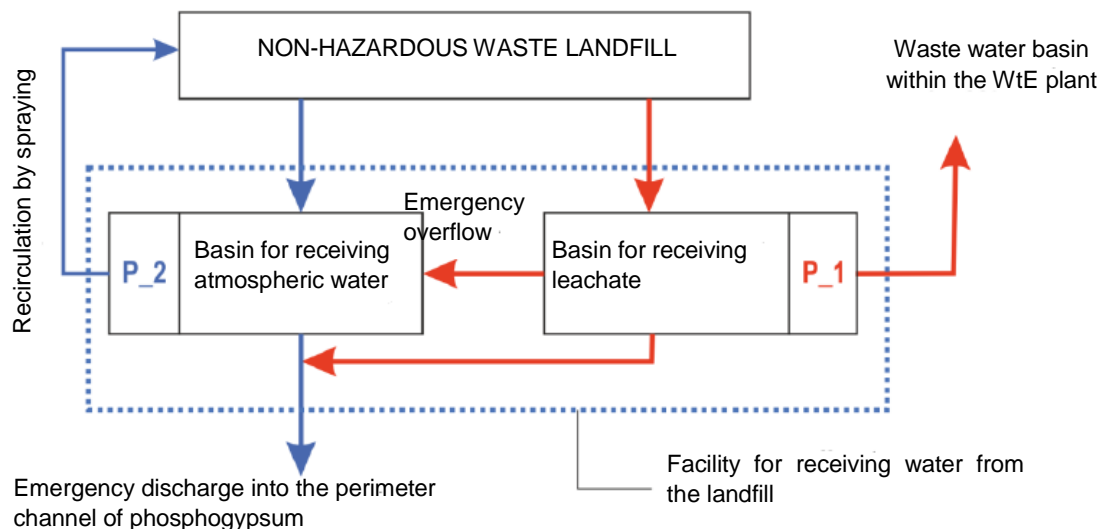 NON-HAZARDOUS WASTE LANDFILL
Waste water basin
within the WtE plant
Recirculation by spraying
Emergency
overflow
P_2
Basin for receiving
atmospheric water
Basin for receiving
leachate
P_1
Facility for receiving water from
the landfill
Emergency discharge into the perimeter
channel of phosphogypsum